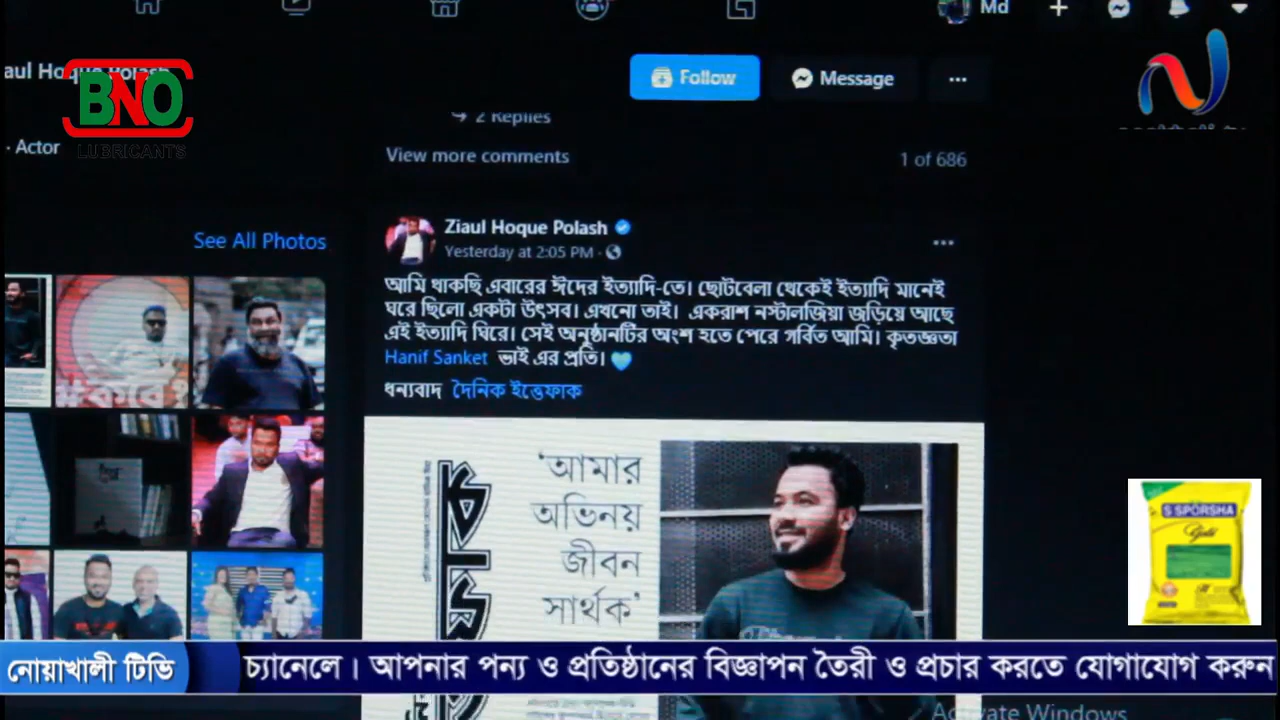 Md
aul Hoque Polash
Follow
Message
BNO
LUBRICANTS
· Actor
2 Replies
View more comments
1 of 686
See All Photos
Ziaul Hoque Polash
Yesterday at 2:05 PM ·
আমি থাকছি এবারের ঈদের ইত্যাদি-তে। ছোটবেলা থেকেই ইত্যাদি মানেই
ঘরে ছিলো একটা উৎসব। এখনো তাই। একরাশ নস্টালজিয়া জড়িয়ে আছে
এই ইত্যাদি ঘিরে। সেই অনুষ্ঠানটির অংশ হতে পেরে গর্বিত আমি। কৃতজ্ঞতা
Hanif Sanket ভাই এর প্রতি।
ধন্যবাদ দৈনিক ইত্তেফাক
'আমার
অভিনয়
জীবন
সার্থক'
S SPORSHA
Gold
নোয়াখালী টিভি
চ্যানেলে। আপনার পন্য ও প্রতিষ্ঠানের বিজ্ঞাপন তৈরী ও প্রচার করতে যোগাযোগ করুন
Activate Windows